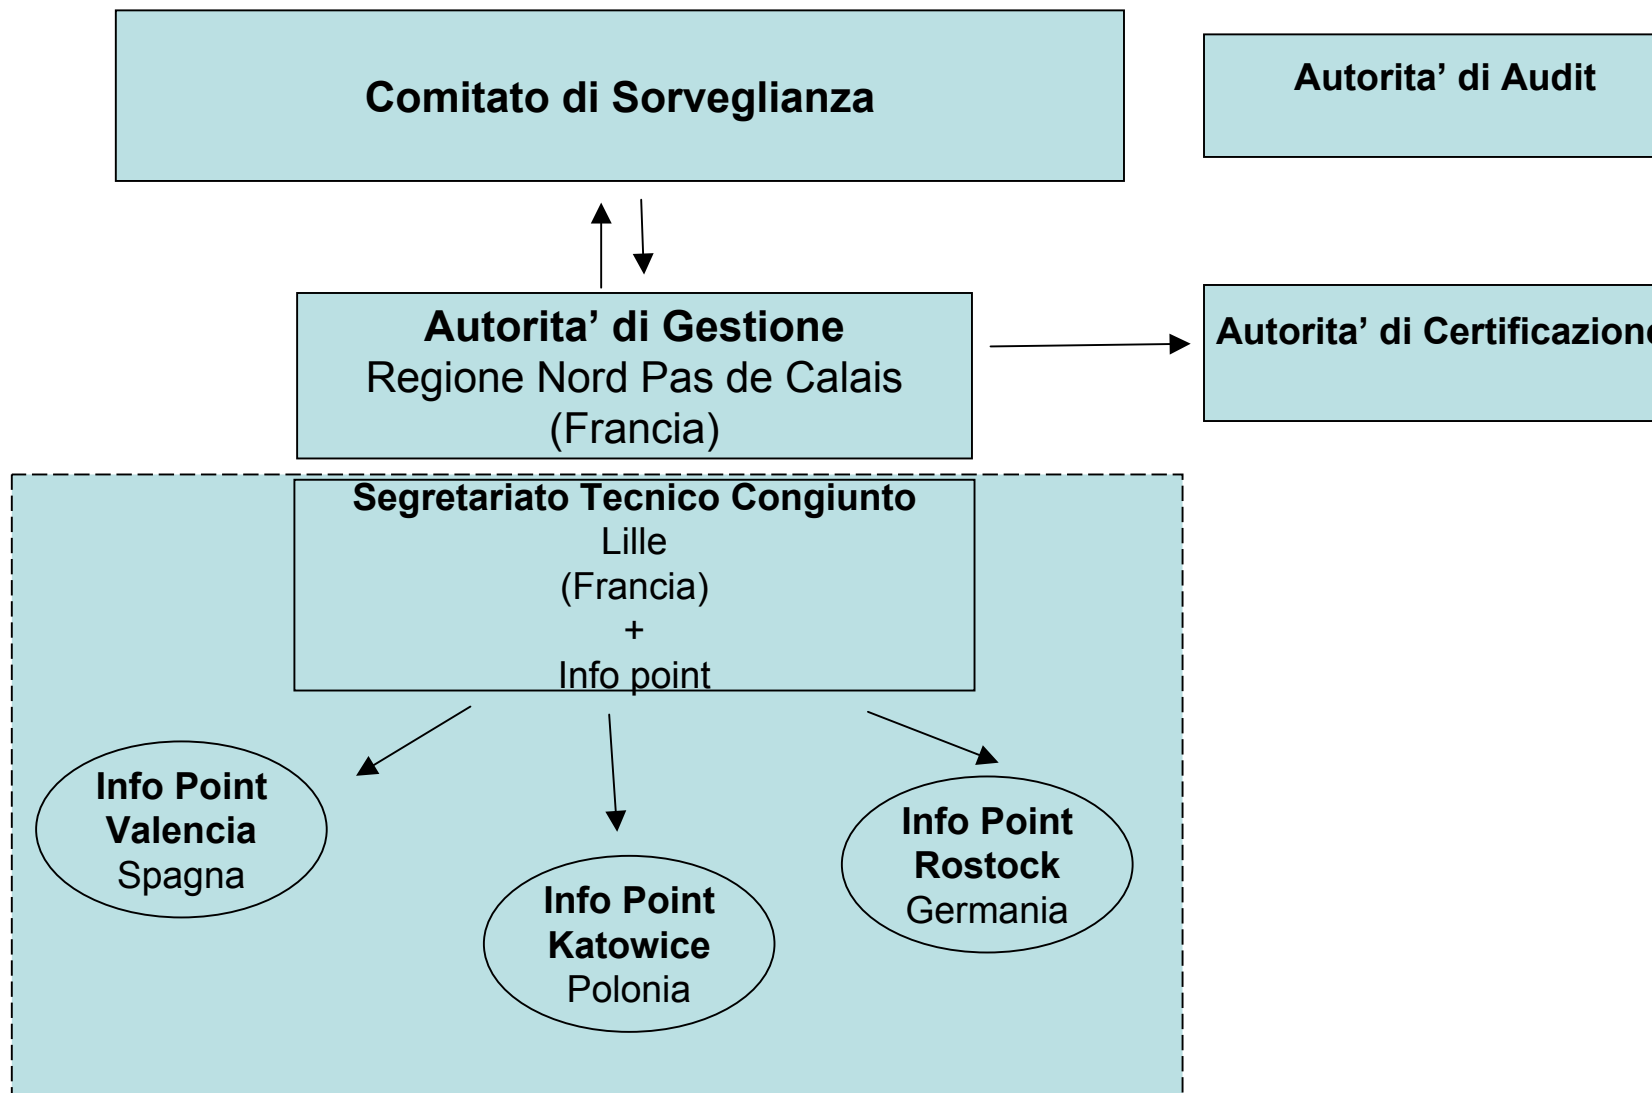 Comitato di Sorveglianza
Autorita’ di Audit
Autorita’ di Gestione
Regione Nord Pas de Calais
(Francia)
Autorita’ di Certificazione
Segretariato Tecnico Congiunto
Lille
(Francia)
+
Info point
Info Point
Valencia
Spagna
Info Point
Katowice
Polonia
Info Point
Rostock
Germania